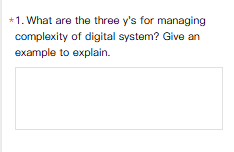 *1. What are the three y's for managing
complexity of digital system? Give an
example to explain.